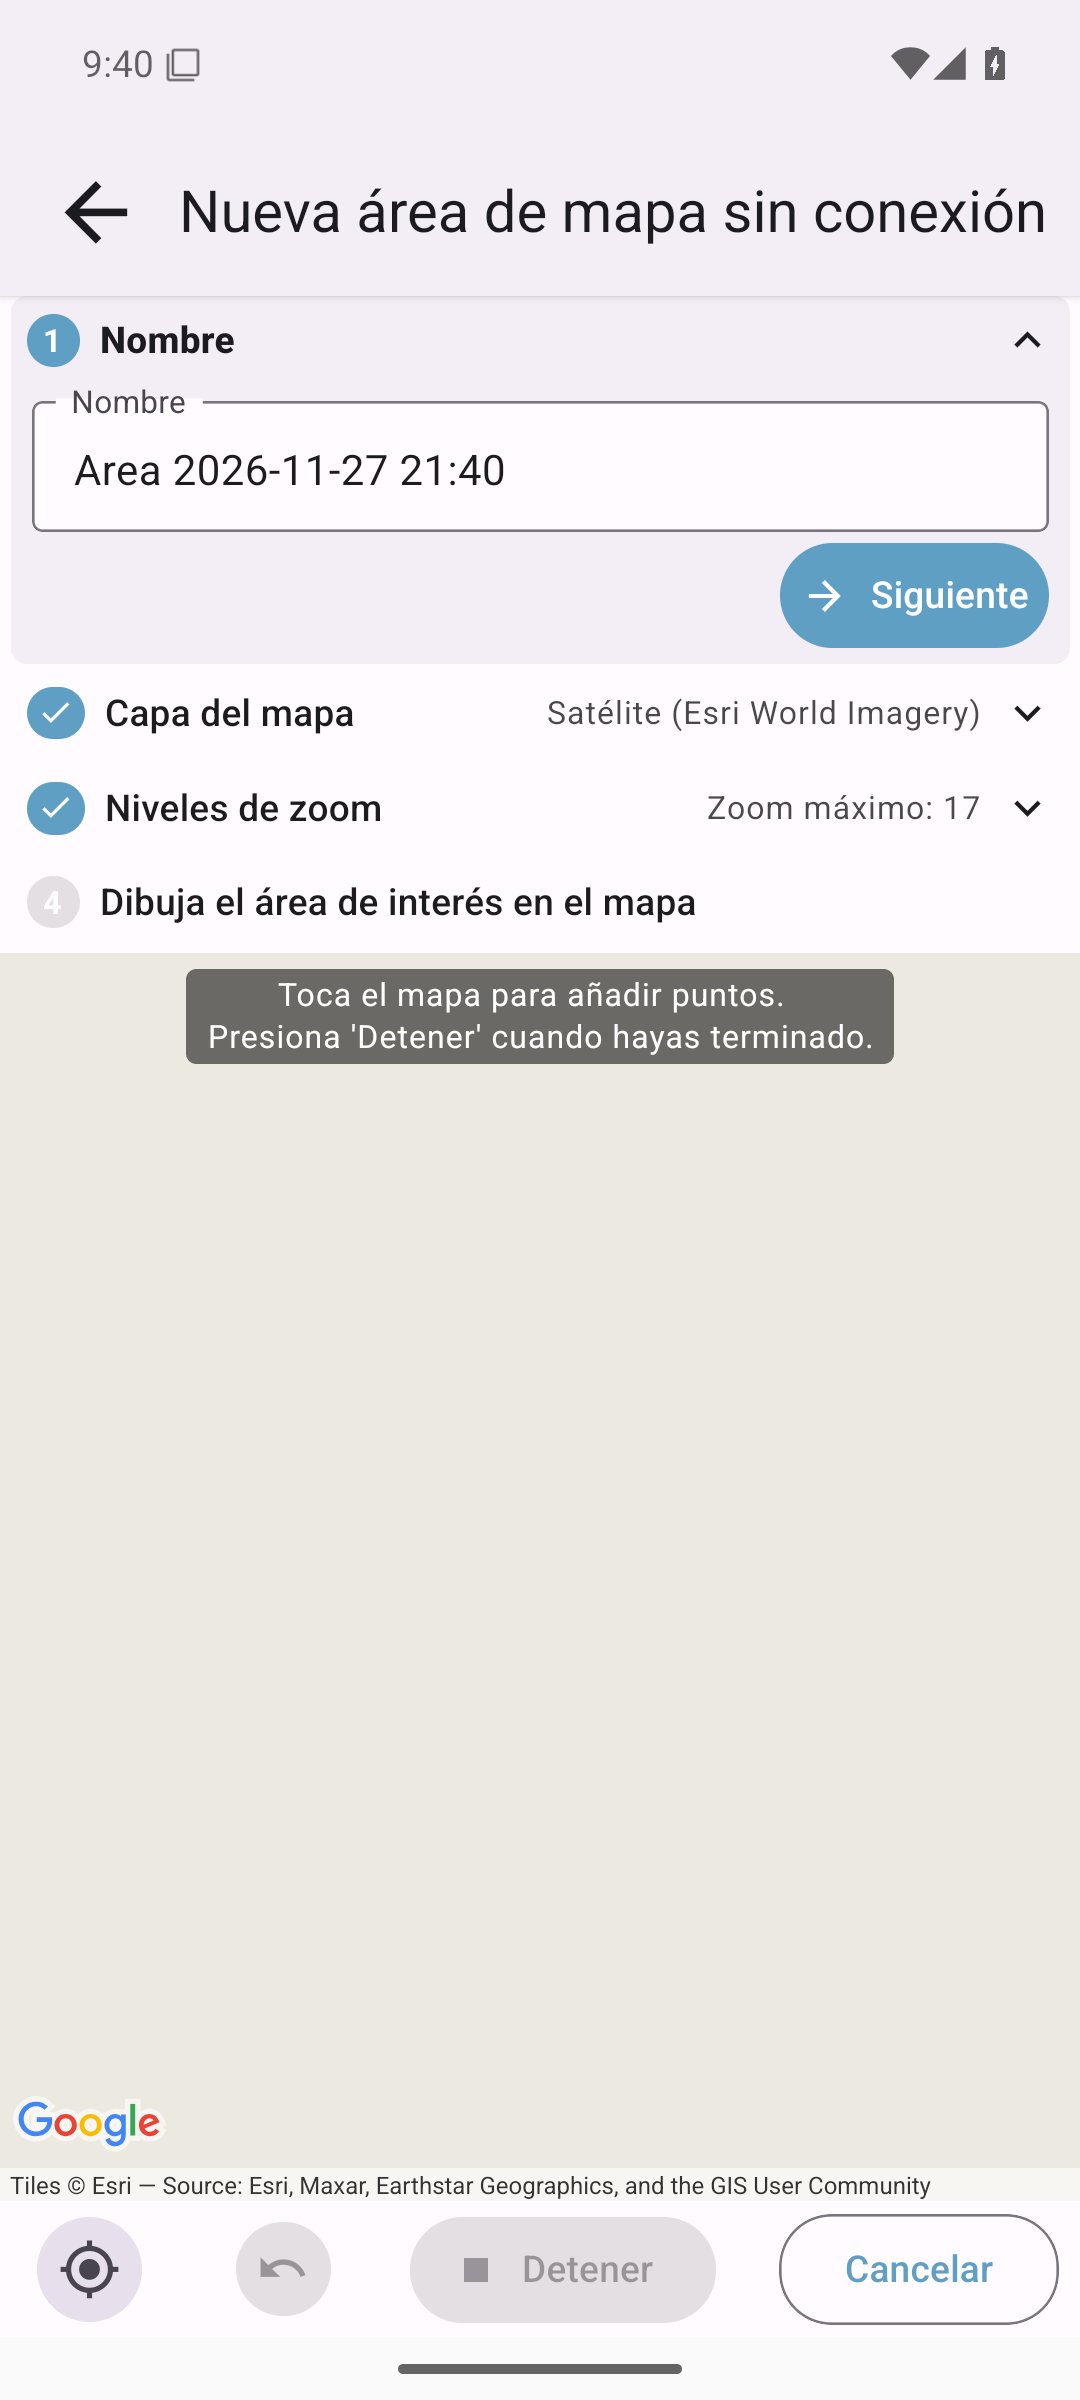 9:40
Nueva área de mapa sin conexión
1 Nombre
Nombre
Area 2026-11-27 21:40
Siguiente
Capa del mapa Satélite (Esri World Imagery)
Niveles de zoom Zoom máximo: 17
4 Dibuja el área de interés en el mapa
Toca el mapa para añadir puntos.
Presiona 'Detener' cuando hayas terminado.
Google
Tiles © Esri — Source: Esri, Maxar, Earthstar Geographics, and the GIS User Community
Detener Cancelar